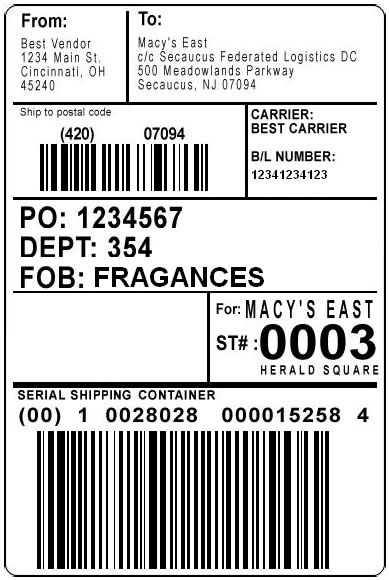 From:
Best Vendor
1234 Main St.
Cincinnati, OH
45240
To:
Macy's East
c/c Secaucus Federated Logistics DC
500 Meadowlands Parkway
Secaucus, NJ 07094
Ship to postal code
(420) 07094
CARRIER:
BEST CARRIER
B/L NUMBER:
12341234123
PO: 1234567
DEPT: 354
FOB: FRAGANCES
For: MACY'S EAST
ST# : 0003
HERALD SQUARE
SERIAL SHIPPING CONTAINER
(00) 1 0028028 000015258 4